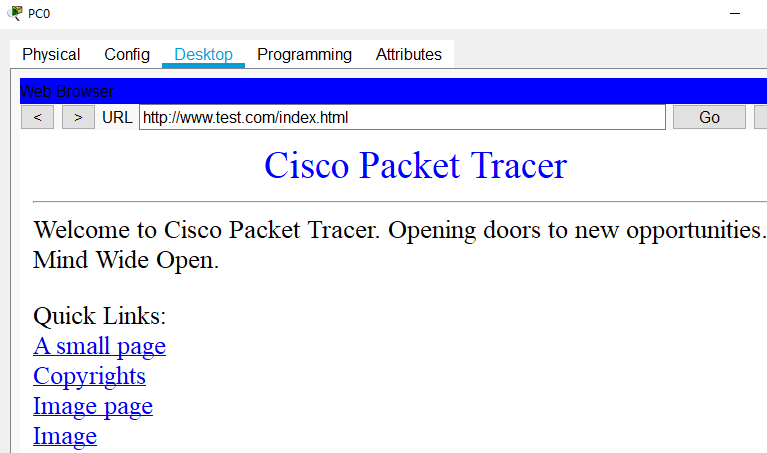 PC0
Physical Config Desktop Programming Attributes
Web Browser
< > URL http://www.test.com/index.html Go
Cisco Packet Tracer
Welcome to Cisco Packet Tracer. Opening doors to new opportunities.
Mind Wide Open.
Quick Links:
A small page
Copyrights
Image page
Image